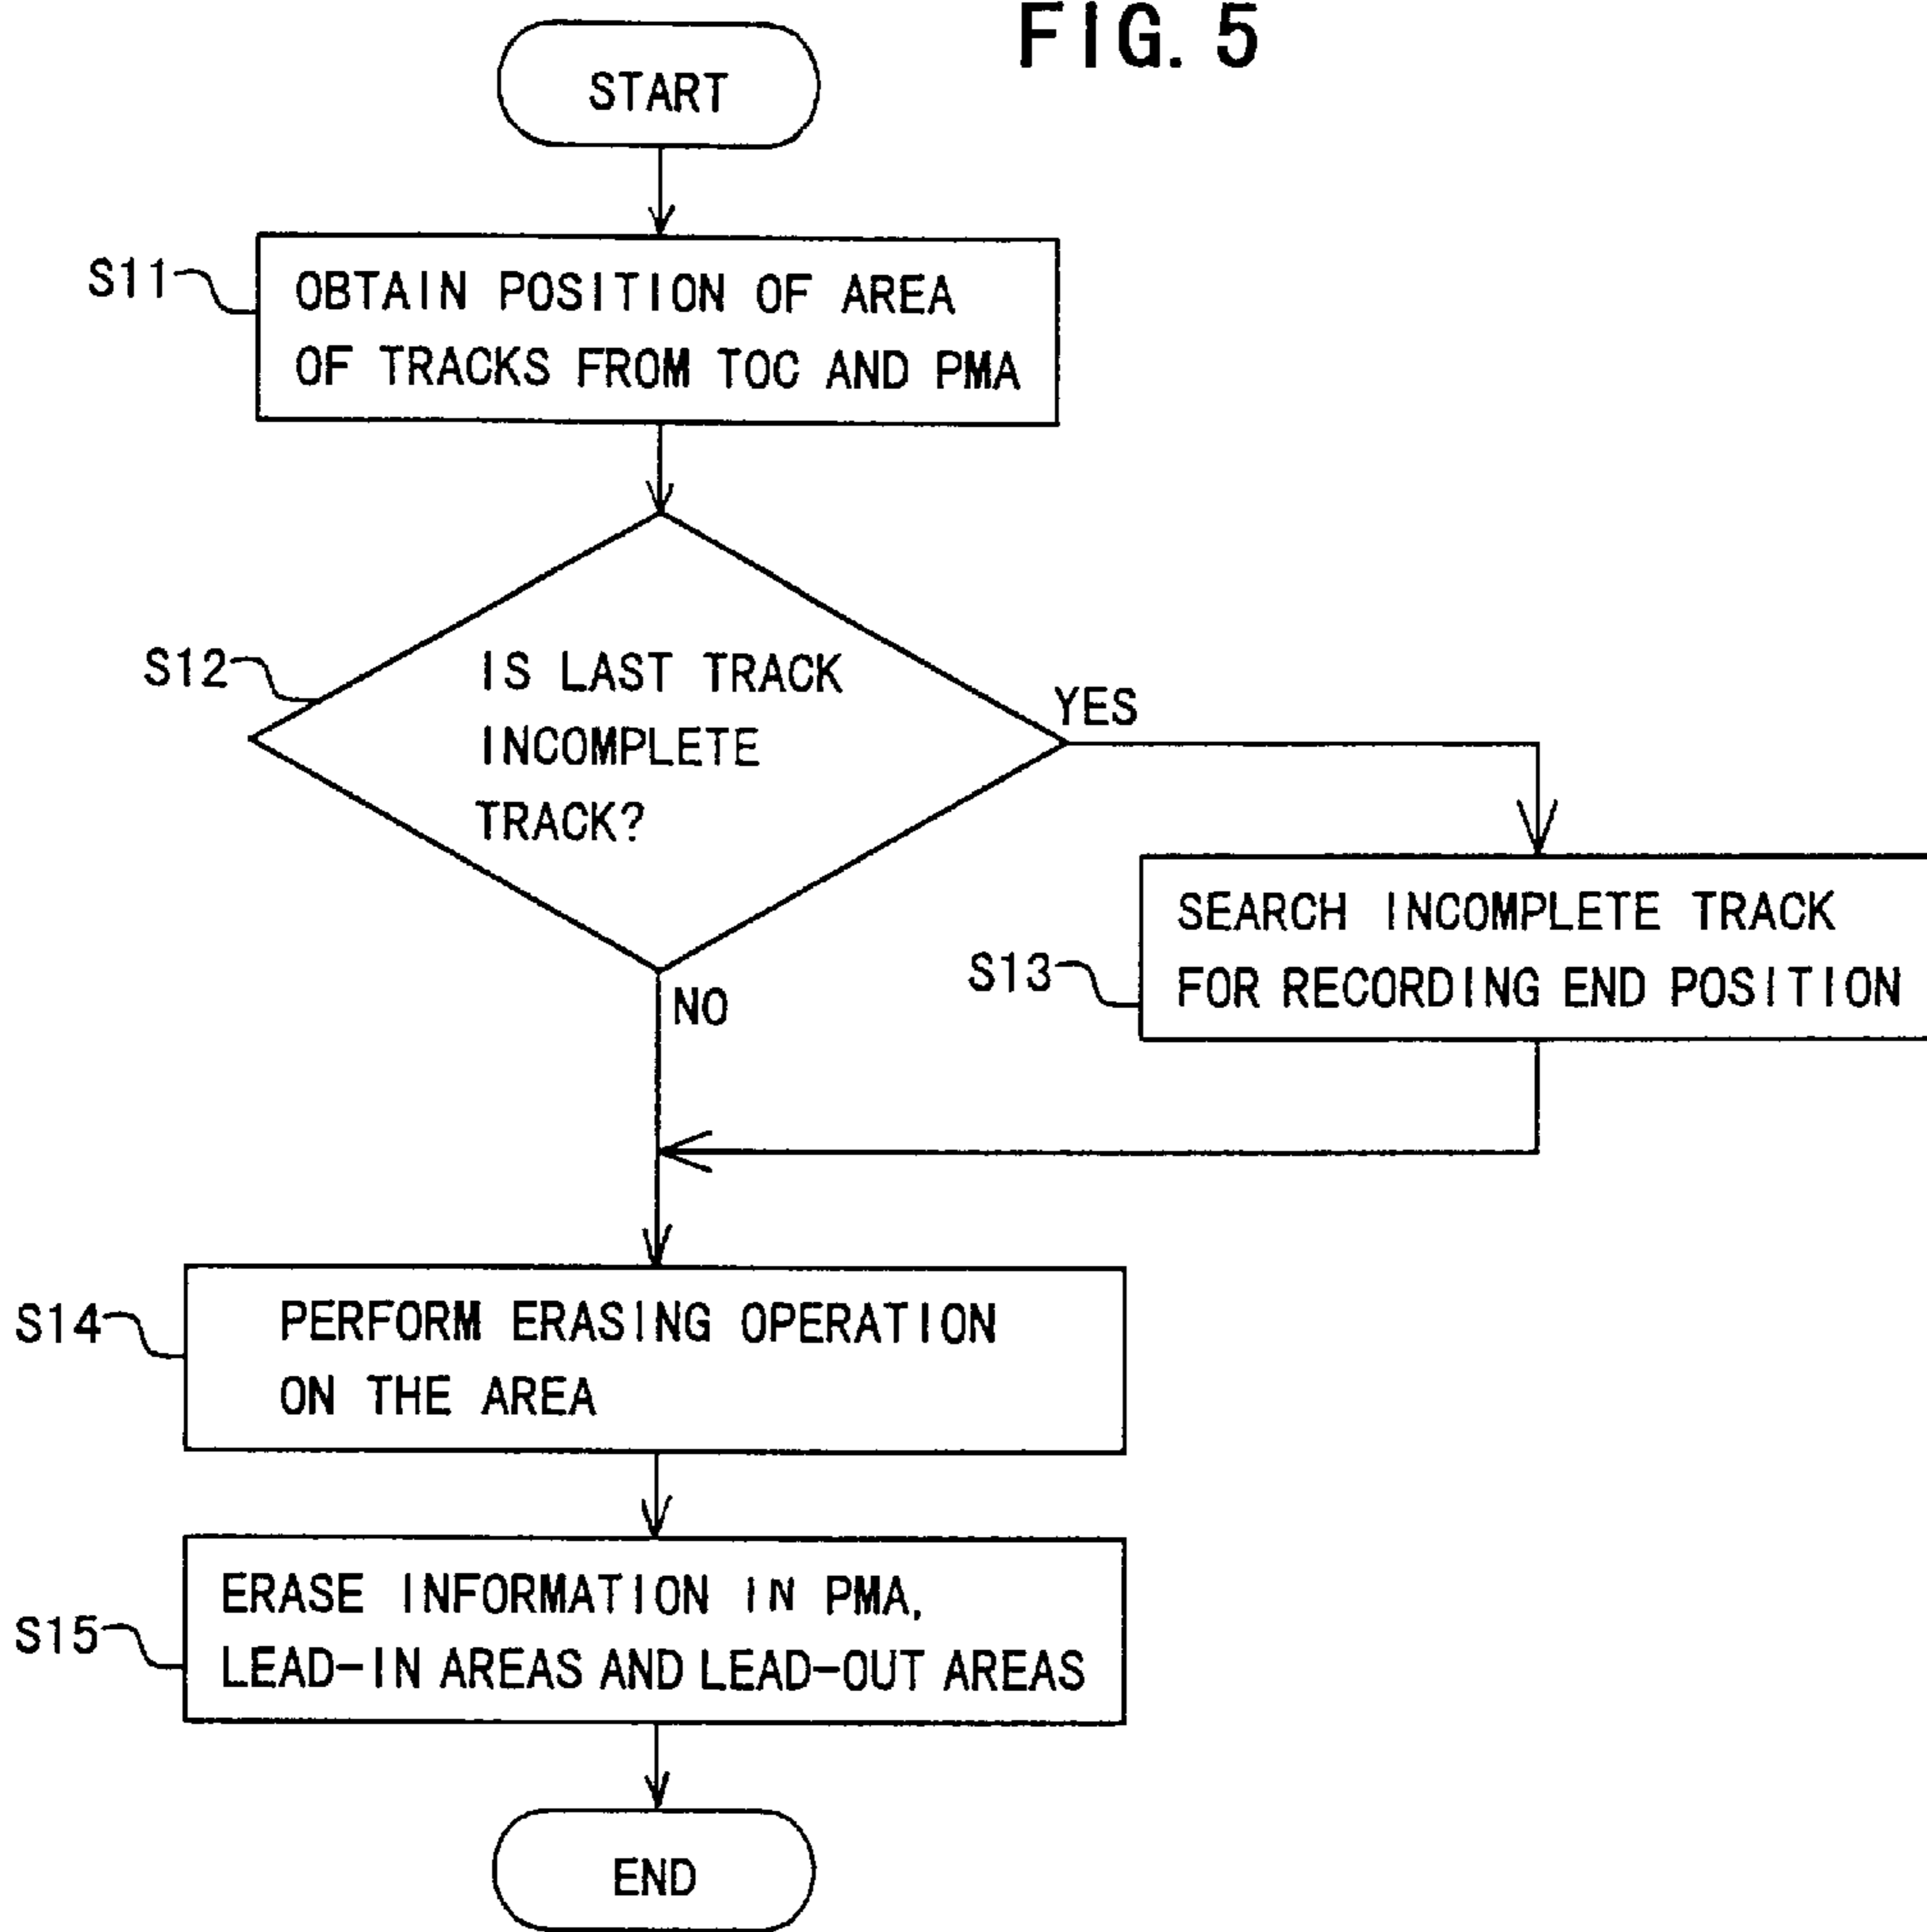 FIG. 5
START
S11
OBTAIN POSITION OF AREA
OF TRACKS FROM TOC AND PMA
S12
IS LAST TRACK
INCOMPLETE
TRACK?
YES
NO
S13
SEARCH INCOMPLETE TRACK
FOR RECORDING END POSITION
S14
PERFORM ERASING OPERATION
ON THE AREA
S15
ERASE INFORMATION IN PMA,
LEAD-IN AREAS AND LEAD-OUT AREAS
END